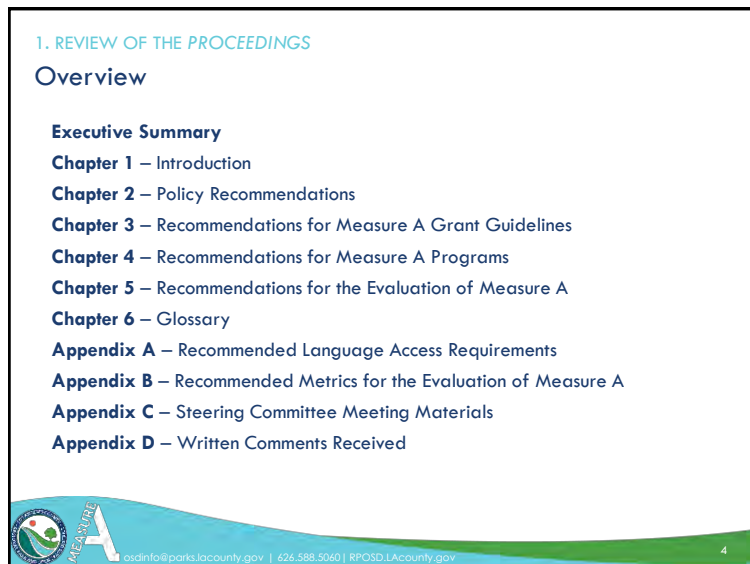 1. REVIEW OF THE PROCEEDINGS
Overview
Executive Summary
Chapter 1 – Introduction
Chapter 2 – Policy Recommendations
Chapter 3 – Recommendations for Measure A Grant Guidelines
Chapter 4 – Recommendations for Measure A Programs
Chapter 5 – Recommendations for the Evaluation of Measure A
Chapter 6 – Glossary
Appendix A – Recommended Language Access Requirements
Appendix B – Recommended Metrics for the Evaluation of Measure A
Appendix C – Steering Committee Meeting Materials
Appendix D – Written Comments Received
MEASURE A
osdinfo@parks.lacounty.gov | 626.588.5060| RPOSD.LAcounty.gov
4